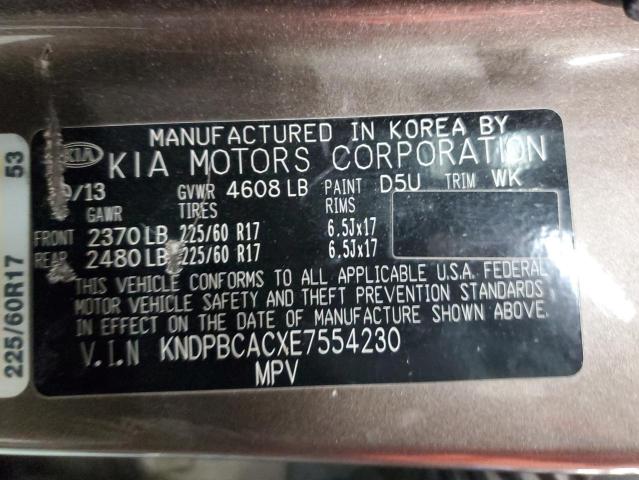 MANUFACTURED IN KOREA BY
KIA KIA MOTORS CORPORATION
/13 GVWR 4608 LB PAINT D5U TRIM WK
GAWR TIRES RIMS
FRONT 2370 LB 225/60 R17 6.5Jx17
REAR 2480 LB 225/60 R17 6.5Jx17
THIS VEHICLE CONFORMS TO ALL APPLICABLE U.S.A. FEDERAL
MOTOR VEHICLE SAFETY AND THEFT PREVENTION STANDARDS
IN EFFECT ON THE DATE OF MANUFACTURE SHOWN ABOVE.
V.I.N KNDPBCACXE7554230
MPV
225/60R17 53